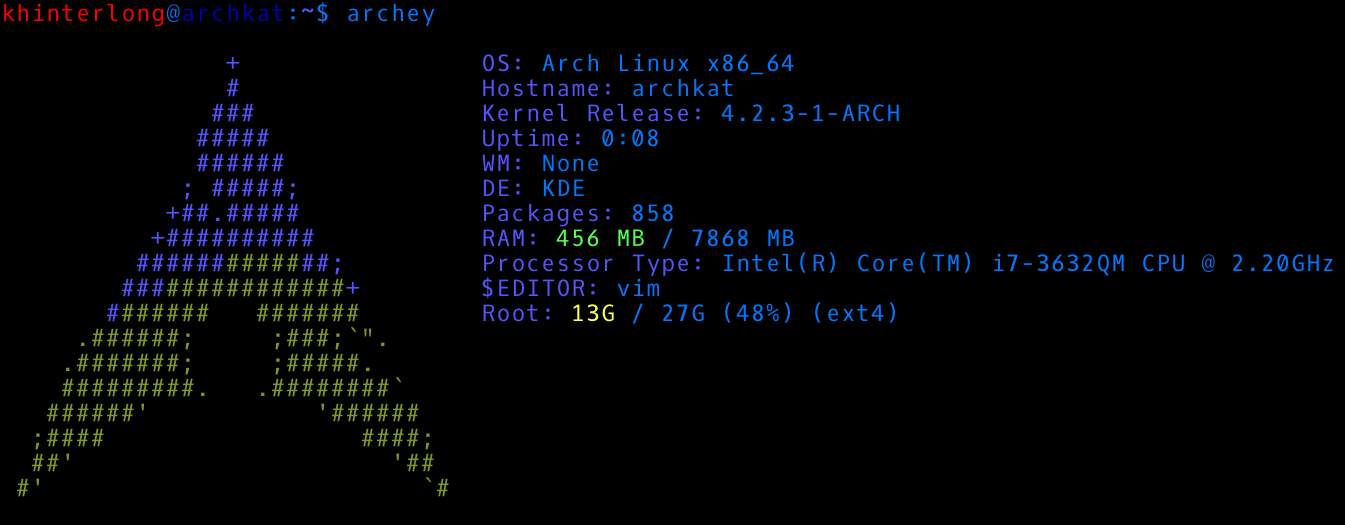 khinterlong@archkat:~$ archey
               +                 OS: Arch Linux x86_64
               #                 Hostname: archkat
              ###                Kernel Release: 4.2.3-1-ARCH
             #####               Uptime: 0:08
             ######              WM: None
            ; #####;             DE: KDE
           +##.#####             Packages: 858
          +##########            RAM: 456 MB / 7868 MB
         #############;          Processor Type: Intel(R) Core(TM) i7-3632QM CPU @ 2.20GHz
        ###############+         $EDITOR: vim
       #######   #######         Root: 13G / 27G (48%) (ext4)
     .######;     ;###;`".
    .#######;     ;#####.
    #########.   .########`
   ######'           '######
  ;####                 ####;
  ##'                     '##
 #'                         `#